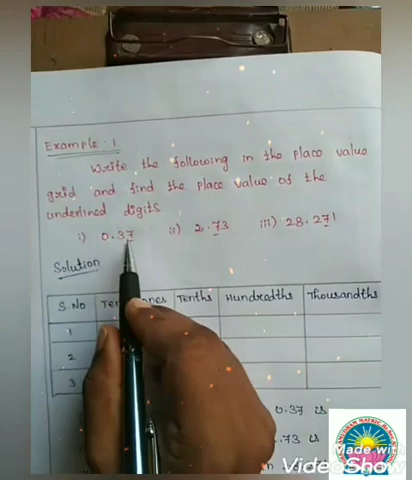 Example : 1
Write the following in the place value
grid and find the place value of the
underlined digits
i) 0.37 ii) 2.73 iii) 28.271
Solution
S.No Ones Tenths Hundredths Thousandths
1
2
3
0.37 is
.73 is
Made with
VideoShow